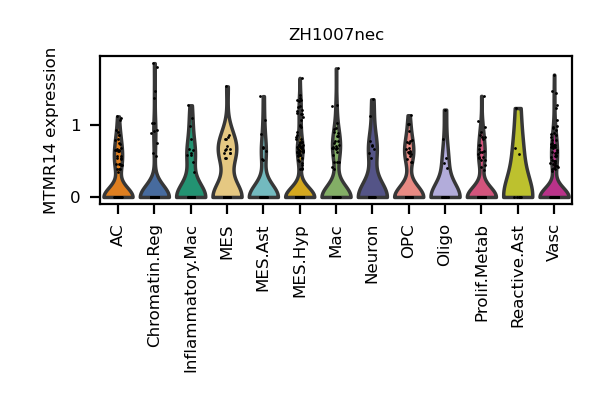 ZH1007nec
MTMR14 expression
1
0
AC
Chromatin.Reg
Inflammatory.Mac
MES
MES.Ast
MES.Hyp
Mac
Neuron
OPC
Oligo
Prolif.Metab
Reactive.Ast
Vasc